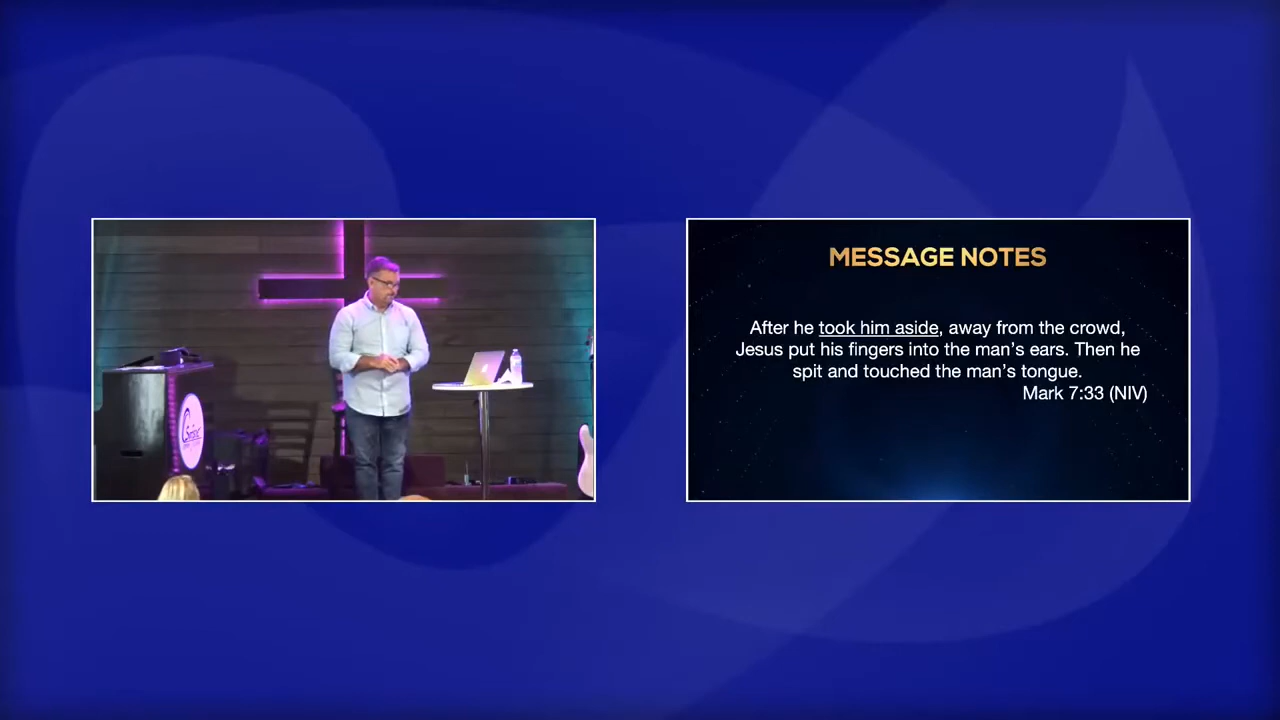 MESSAGE NOTES
After he took him aside, away from the crowd,
Jesus put his fingers into the man’s ears. Then he
spit and touched the man’s tongue.
Mark 7:33 (NIV)